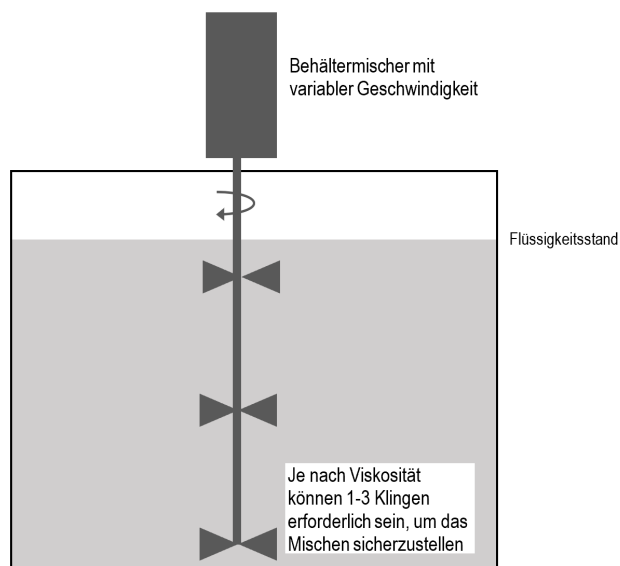 Behältermischer mit
variabler Geschwindigkeit
Flüssigkeitsstand
Je nach Viskosität
können 1-3 Klingen
erforderlich sein, um das
Mischen sicherzustellen